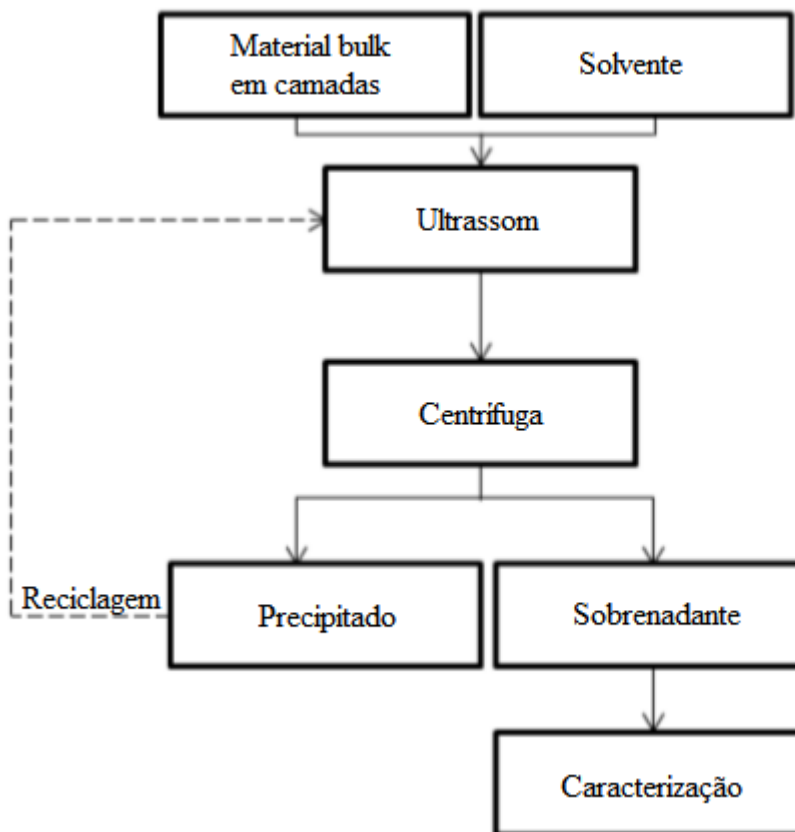 Material bulk
em camadas
Solvente
Ultrassom
Centrífuga
Reciclagem
Precipitado
Sobrenadante
Caracterização